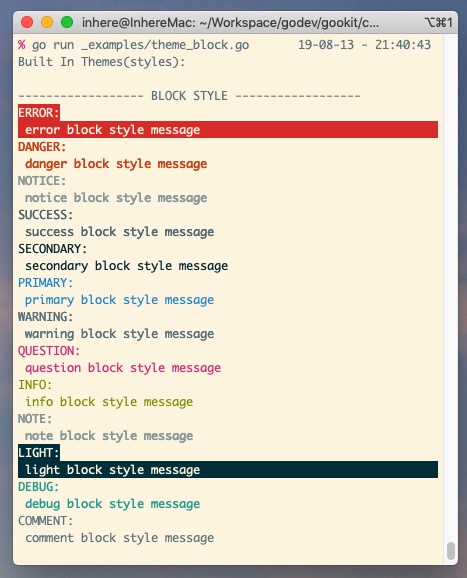 inhere@InhereMac: ~/Workspace/godev/gookit/c... ⌥⌘1
% go run _examples/theme_block.go 19-08-13 - 21:40:43
Built In Themes(styles):
------------------ BLOCK STYLE ------------------
ERROR:
error block style message
DANGER:
danger block style message
NOTICE:
notice block style message
SUCCESS:
success block style message
SECONDARY:
secondary block style message
PRIMARY:
primary block style message
WARNING:
warning block style message
QUESTION:
question block style message
INFO:
info block style message
NOTE:
note block style message
LIGHT:
light block style message
DEBUG:
debug block style message
COMMENT:
comment block style message